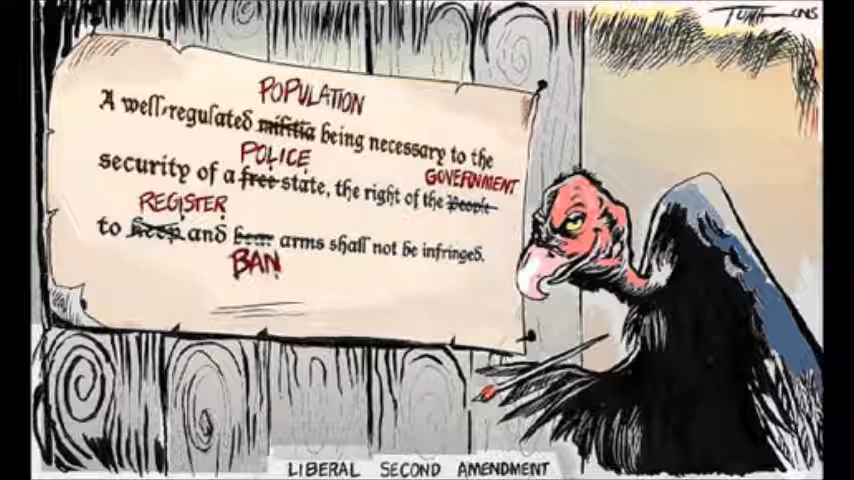 POPULATION
A well-regulated militia being necessary to the
POLICE
security of a free state, the right of the People
GOVERNMENT
REGISTER
to keep and bear arms shall not be infringed.
BAN
LIBERAL SECOND AMENDMENT